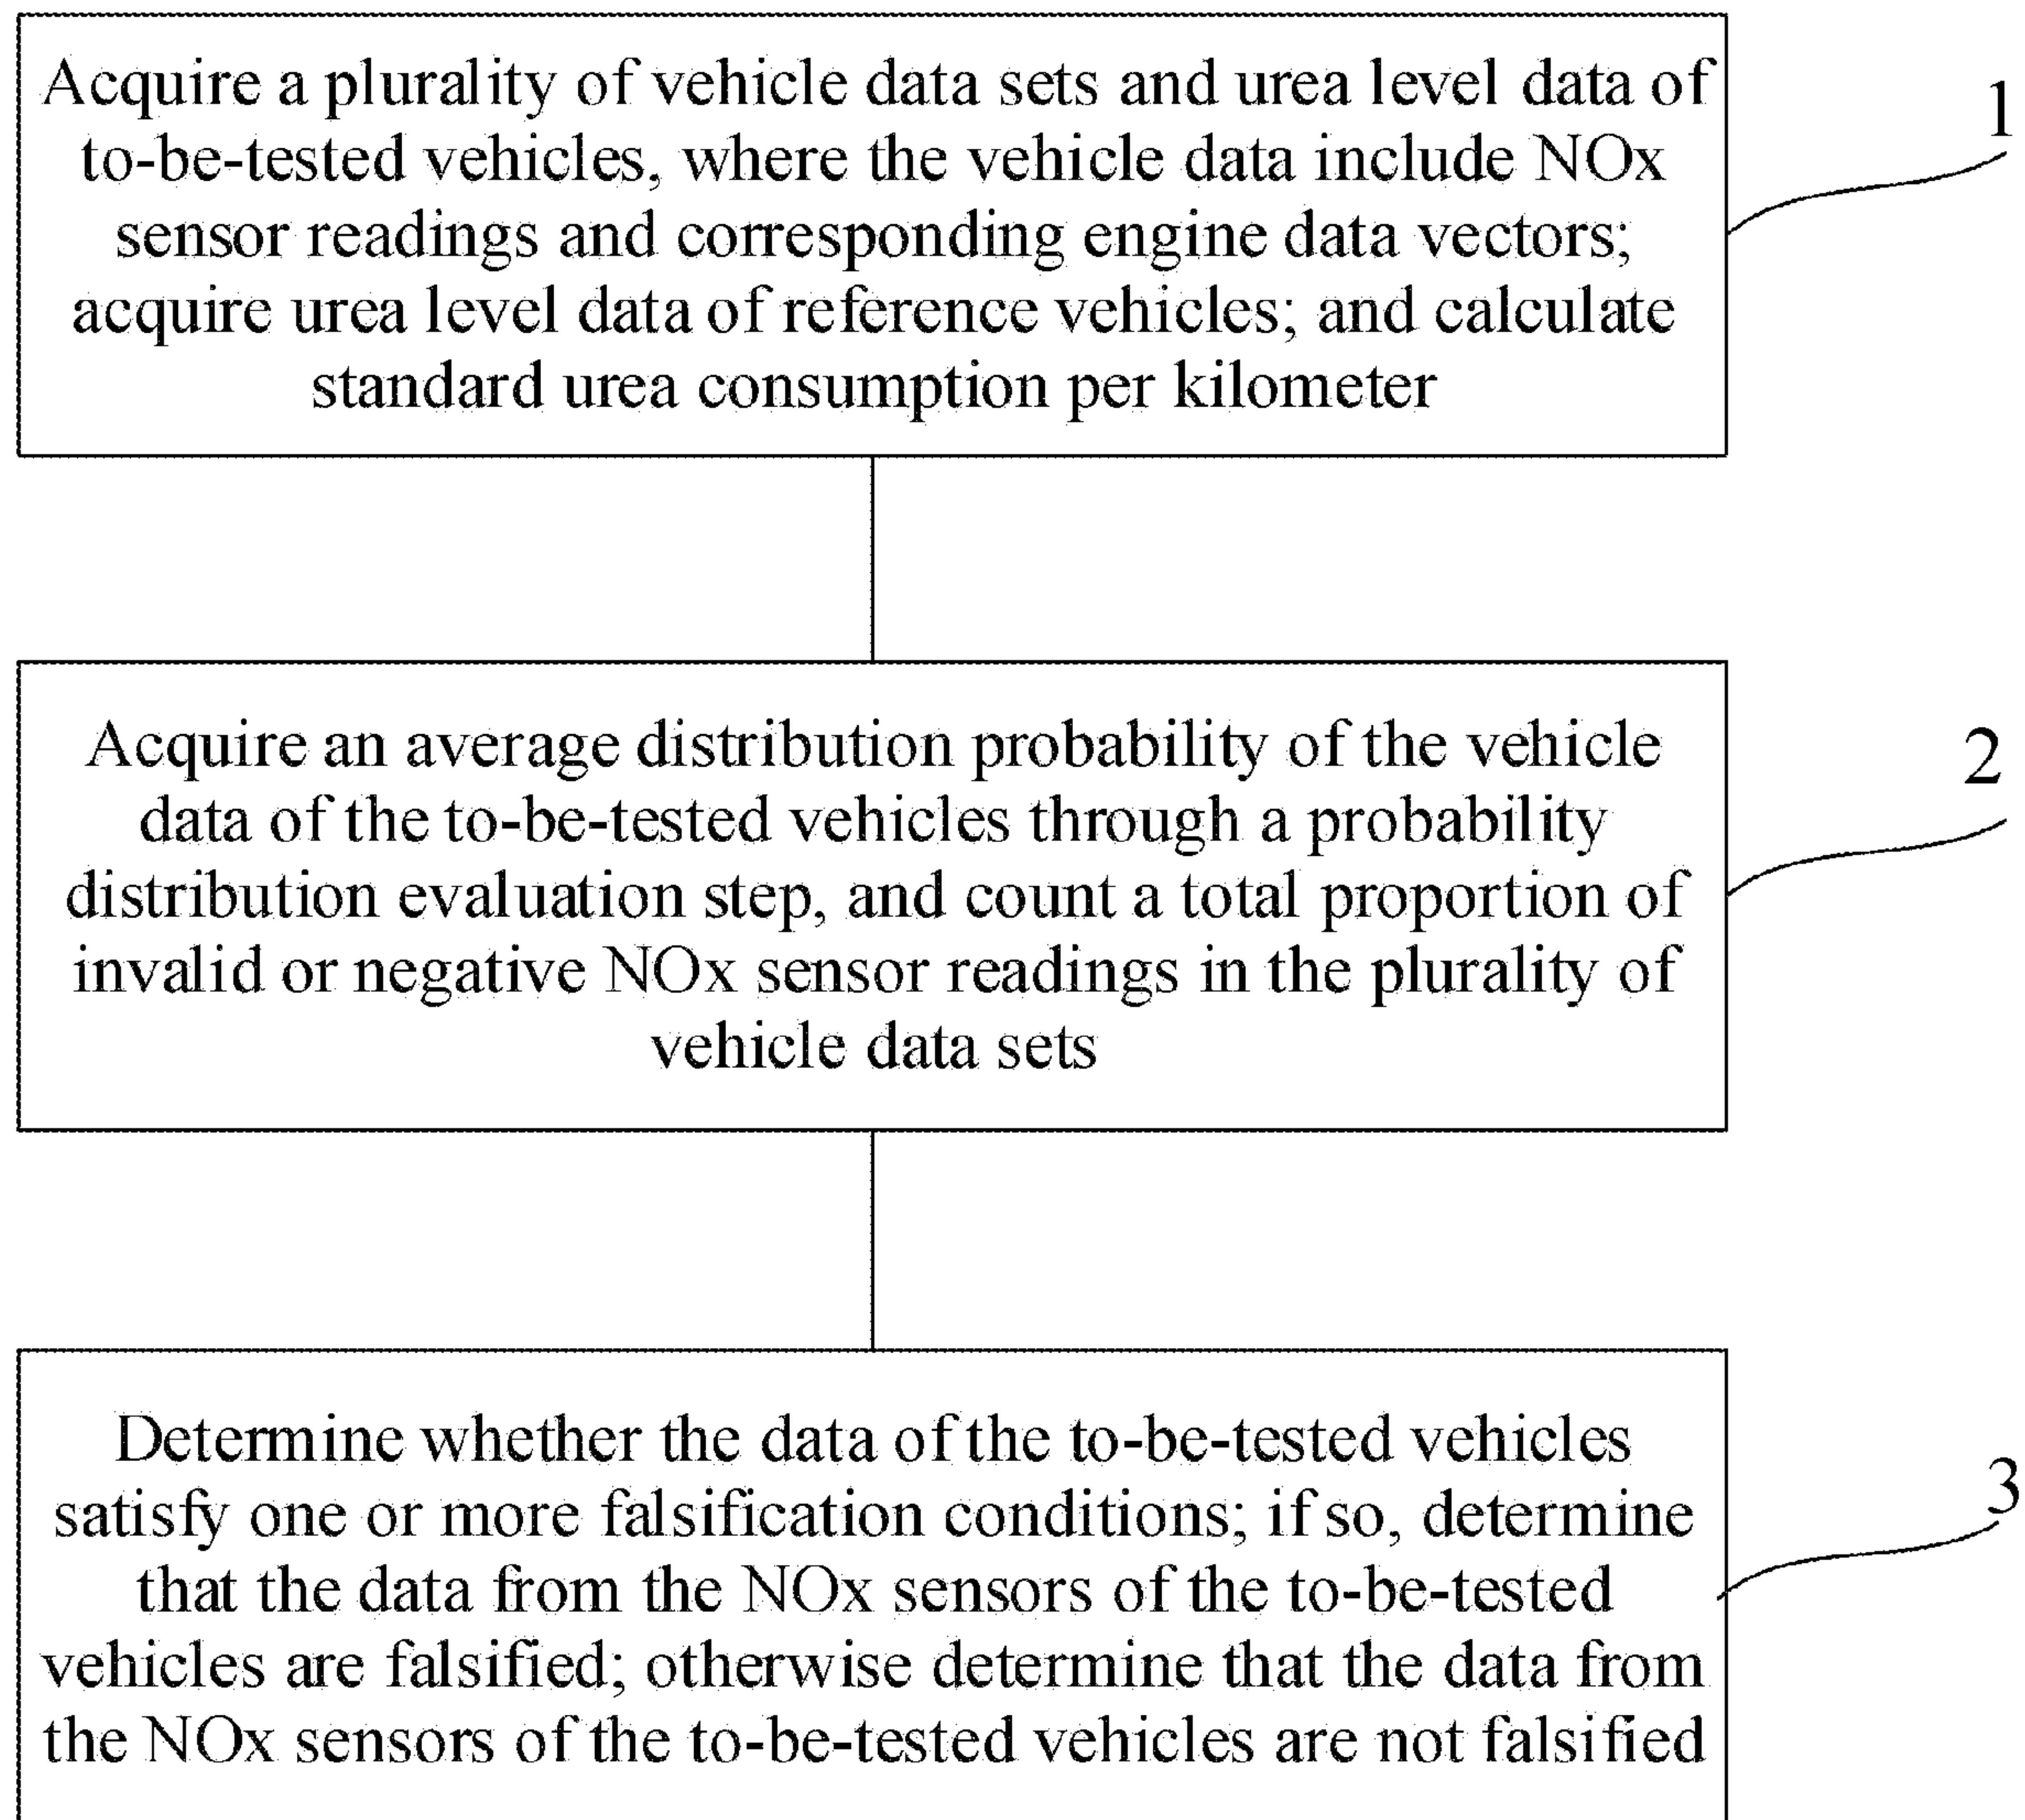 Acquire a plurality of vehicle data sets and urea level data of
to-be-tested vehicles, where the vehicle data include NOx
sensor readings and corresponding engine data vectors;
acquire urea level data of reference vehicles; and calculate
standard urea consumption per kilometer
1
Acquire an average distribution probability of the vehicle
data of the to-be-tested vehicles through a probability
distribution evaluation step, and count a total proportion of
invalid or negative NOx sensor readings in the plurality of
vehicle data sets
2
Determine whether the data of the to-be-tested vehicles
satisfy one or more falsification conditions; if so, determine
that the data from the NOx sensors of the to-be-tested
vehicles are falsified; otherwise determine that the data from
the NOx sensors of the to-be-tested vehicles are not falsified
3